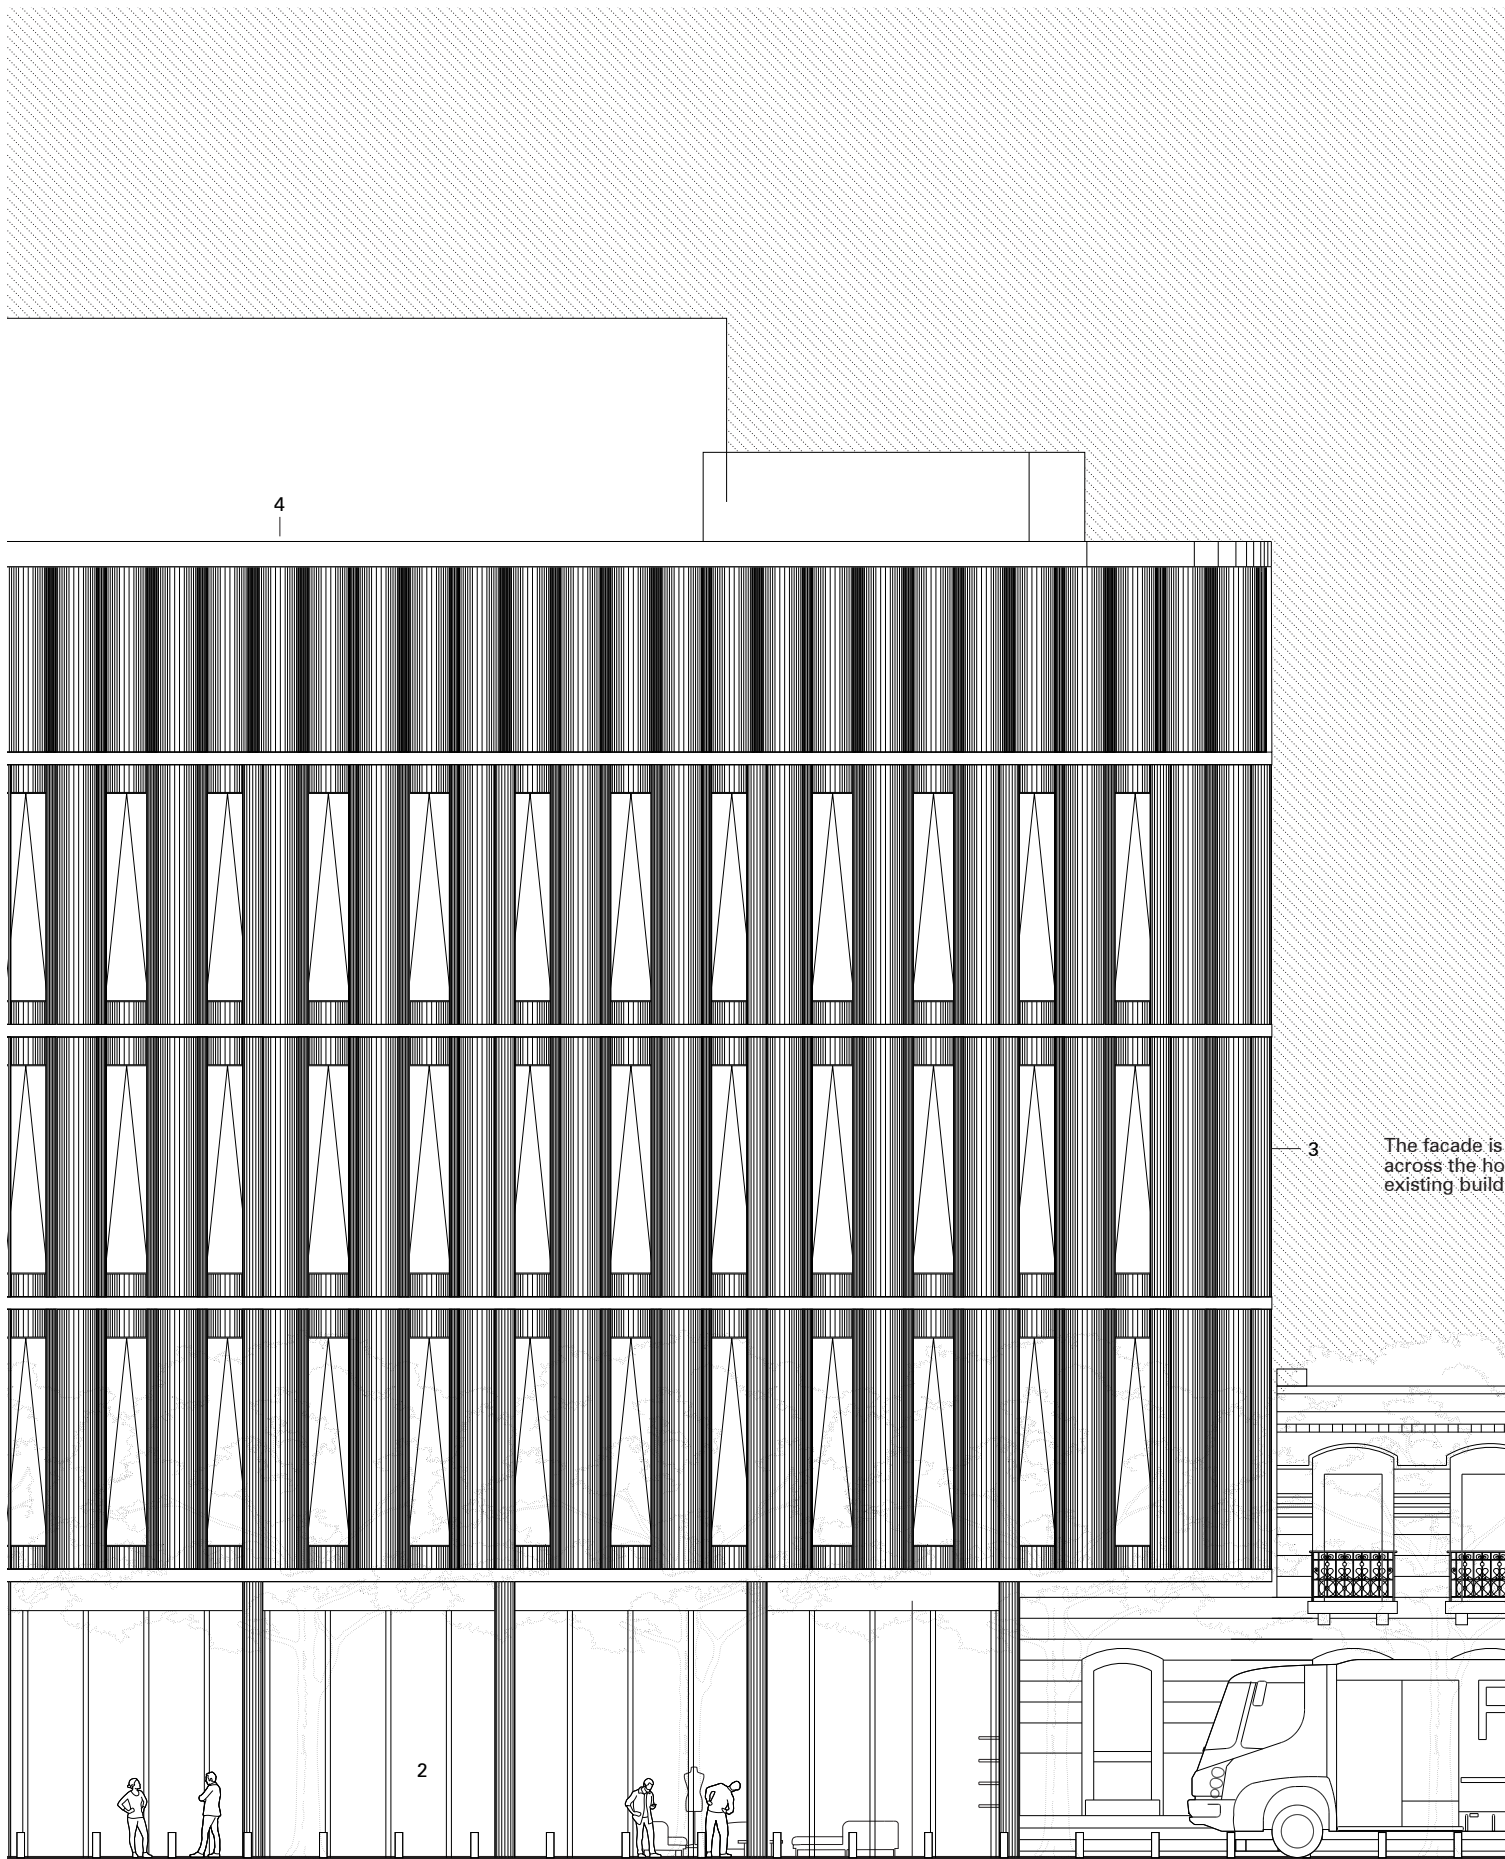 4
3
The facade is
across the ho
existing build
2